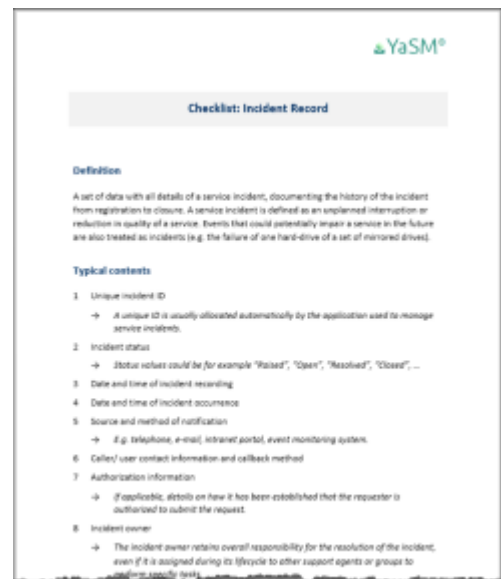 YaSM®
Checklist: Incident Record
Definition
A set of data with all details of a service incident, documenting the history of the incident
from registration to closure. A service incident is defined as an unplanned interruption or
reduction in quality of a service. Events that could potentially impair a service in the future
are also treated as incidents (e.g. the failure of one hard-drive of a set of mirrored drives).
Typical contents
1 Unique incident ID
→ A unique ID is usually allocated automatically by the application used to manage
service incidents.
2 Incident status
→ Status values could be for example "Raised", "Open", "Resolved", "Closed", ...
3 Date and time of incident recording
4 Date and time of incident occurrence
5 Source and method of notification
→ E.g. telephone, e-mail, intranet portal, event monitoring system.
6 Caller/ user contact information and callback method
7 Authorization information
→ If applicable, details on how it has been established that the requestor is
authorized to submit the request.
8 Incident owner
→ The incident owner retains overall responsibility for the resolution of the incident,
even if it is assigned during its lifecycle to other support agents or groups to
perform specify tasks.